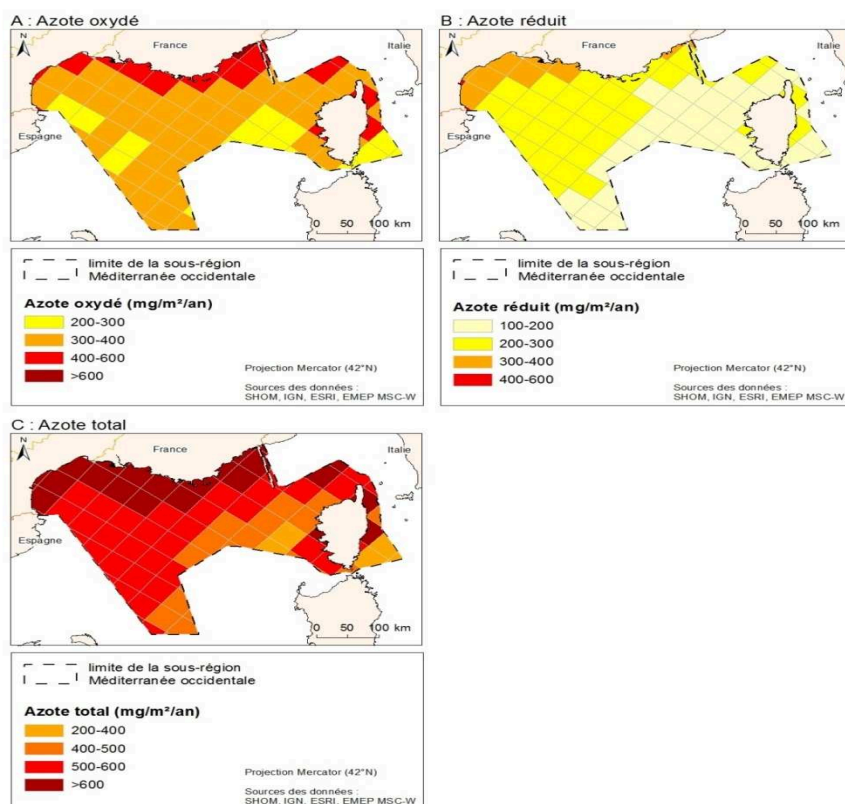 A : Azote oxydé
N
France
Italie
Espagne
0 50 100 km
limite de la sous-région
Méditerranée occidentale
Azote oxydé (mg/m²/an)
200-300
300-400
400-600
>600
Projection Mercator (42°N)
Sources des données :
SHOM, IGN, ESRI, EMEP MSC-W
B : Azote réduit
N
France
Italie
Espagne
0 50 100 km
limite de la sous-région
Méditerranée occidentale
Azote réduit (mg/m²/an)
100-200
200-300
300-400
400-600
Projection Mercator (42°N)
Sources des données :
SHOM, IGN, ESRI, EMEP MSC-W
C : Azote total
N
France
Italie
Espagne
0 50 100 km
limite de la sous-région
Méditerranée occidentale
Azote total (mg/m²/an)
200-400
400-500
500-600
>600
Projection Mercator (42°N)
Sources des données :
SHOM, IGN, ESRI, EMEP MSC-W